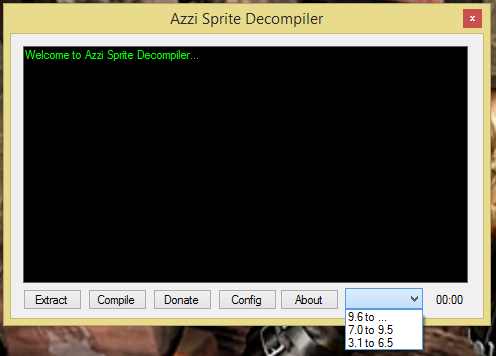 Azzi Sprite Decompiler
x
Welcome to Azzi Sprite Decompiler...
Extract Compile Donate Config About 00:00
9.6 to ...
7.0 to 9.5
3.1 to 6.5